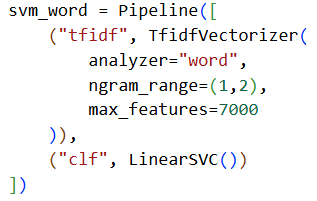 svm_word = Pipeline([
    ("tfidf", TfidfVectorizer(
        analyzer="word",
        ngram_range=(1,2),
        max_features=7000
    )),
    ("clf", LinearSVC())
])